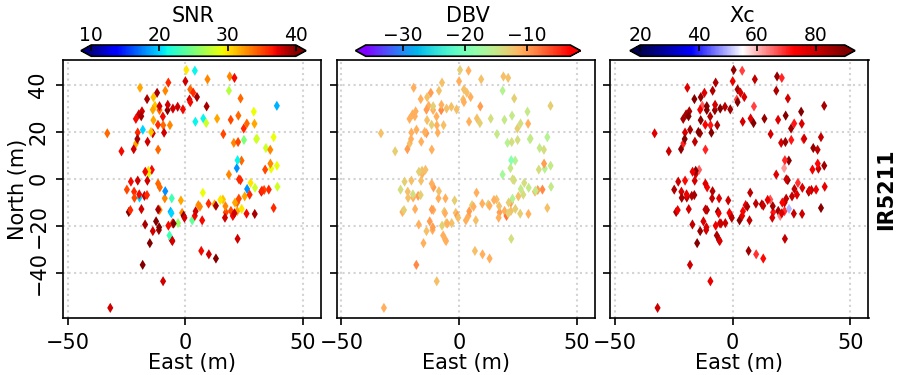 SNR DBV Xc
10 20 30 40 −30 −20 −10 20 40 60 80
40
20
0
−20
−40
North (m)
IR5211
−50 0 50 −50 0 50 −50 0 50
East (m) East (m) East (m)